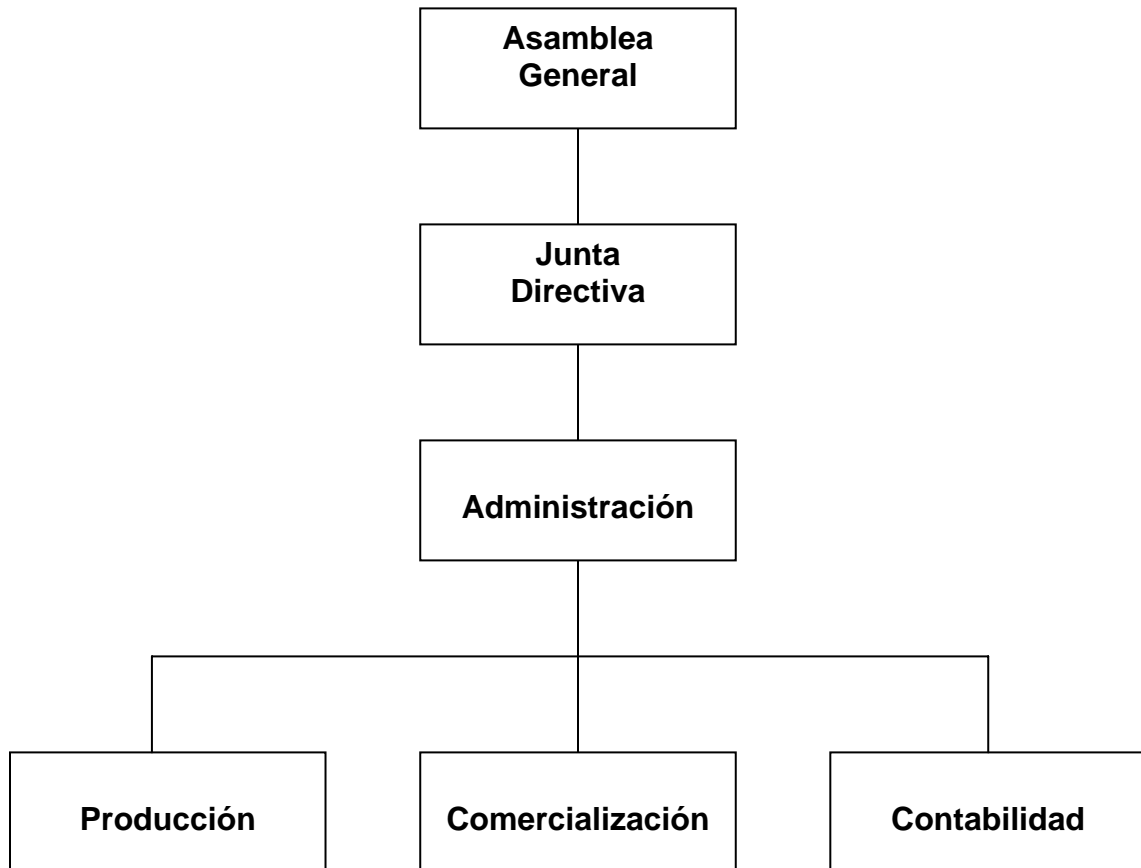 Asamblea
General
Junta
Directiva
Administración
Producción
Comercialización
Contabilidad